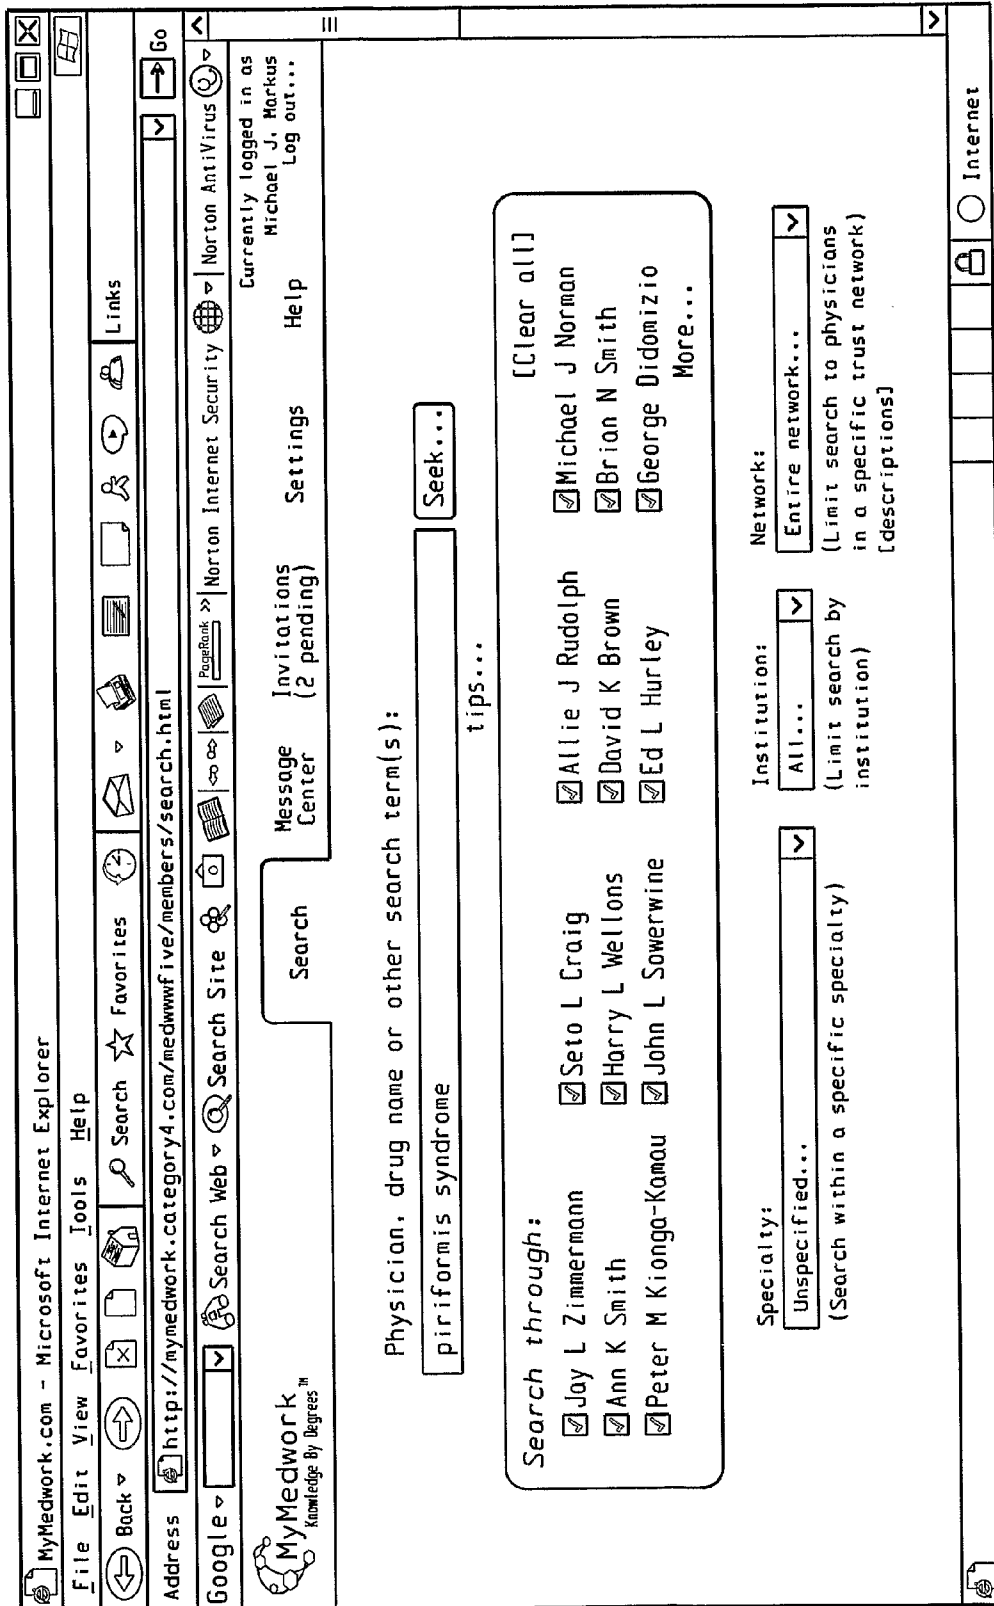 MyMedwork.com - Microsoft Internet Explorer
File Edit View Favorites Tools Help
Back Search Favorites Links
Address http://mymedwork.category4.com/medwwwfive/members/search.html Go
Google Search Web Search Site PageRank >> Norton Internet Security Norton AntiVirus
Currently logged in as
Michael J. Markus
Log out...
MyMedwork TM
Knowledge By Degrees
Search
Message Center
Invitations (2 pending)
Settings
Help
Physician, drug name or other search term(s):
piriformis syndrome Seek...
tips...
Search through: [Clear all]
Jay L Zimmermann Seto L Craig Allie J Rudolph Michael J Norman
Ann K Smith Harry L Wellons David K Brown Brian N Smith
Peter M Kionga-Kamau John L Sowerwine Ed L Hurley George Didomizio
More...
Specialty: Institution: Network:
Unspecified... All... Entire network...
(Search within a specific specialty) (Limit search by institution) (Limit search to physicians in a specific trust network) [descriptions]
Internet